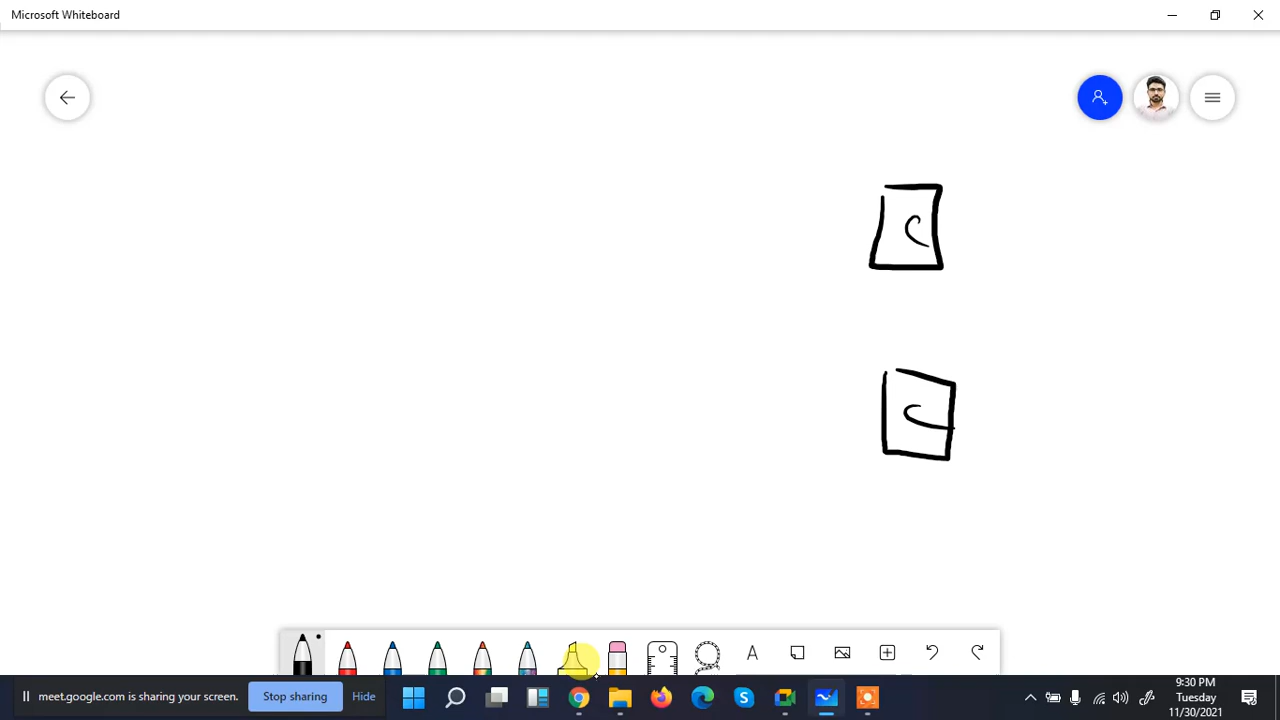 Microsoft Whiteboard
C
C
A
meet.google.com is sharing your screen.
Stop sharing
Hide
9:30 PM
Tuesday
11/30/2021